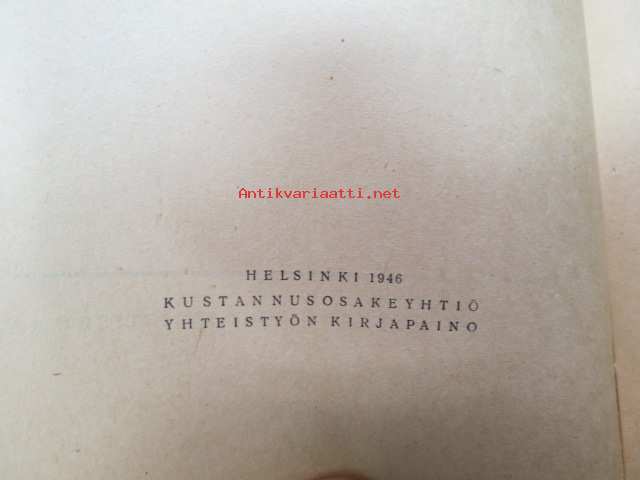 Antikvariaatti.net
HELSINKI 1946
KUSTANNUSOSAKEYHTIÖ
YHTEISTYÖN KIRJAPAINO